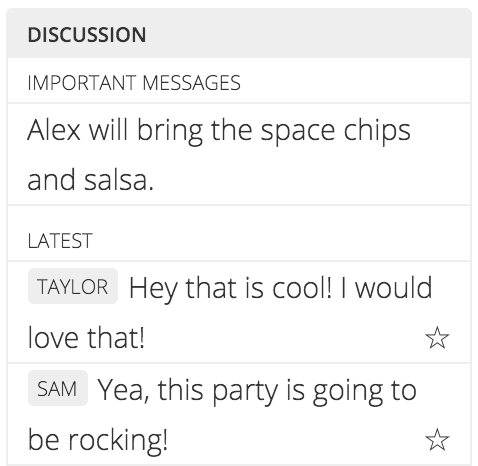 DISCUSSION
IMPORTANT MESSAGES
Alex will bring the space chips
and salsa.
LATEST
TAYLOR Hey that is cool! I would
love that!
SAM Yea, this party is going to
be rocking!